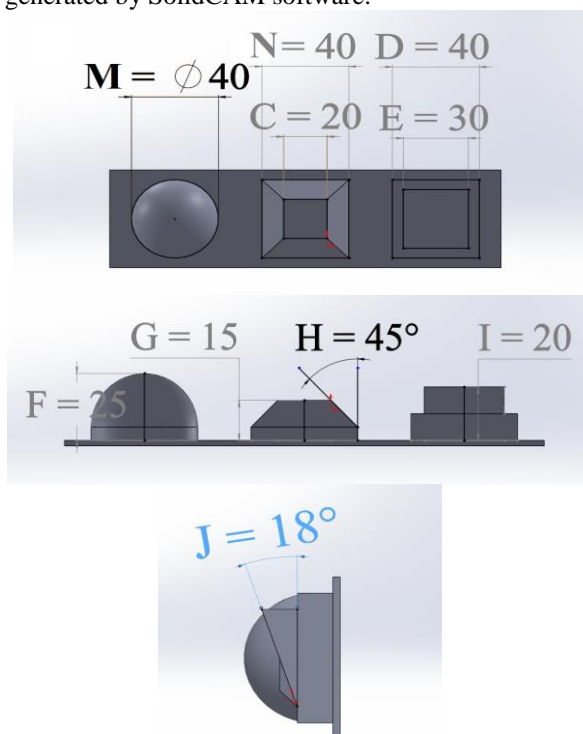 generated by SolidCAM software.
N= 40 D = 40
M = ∅ 40
C = 20 E = 30
G = 15 H = 45° I = 20
F = 25
J = 18°